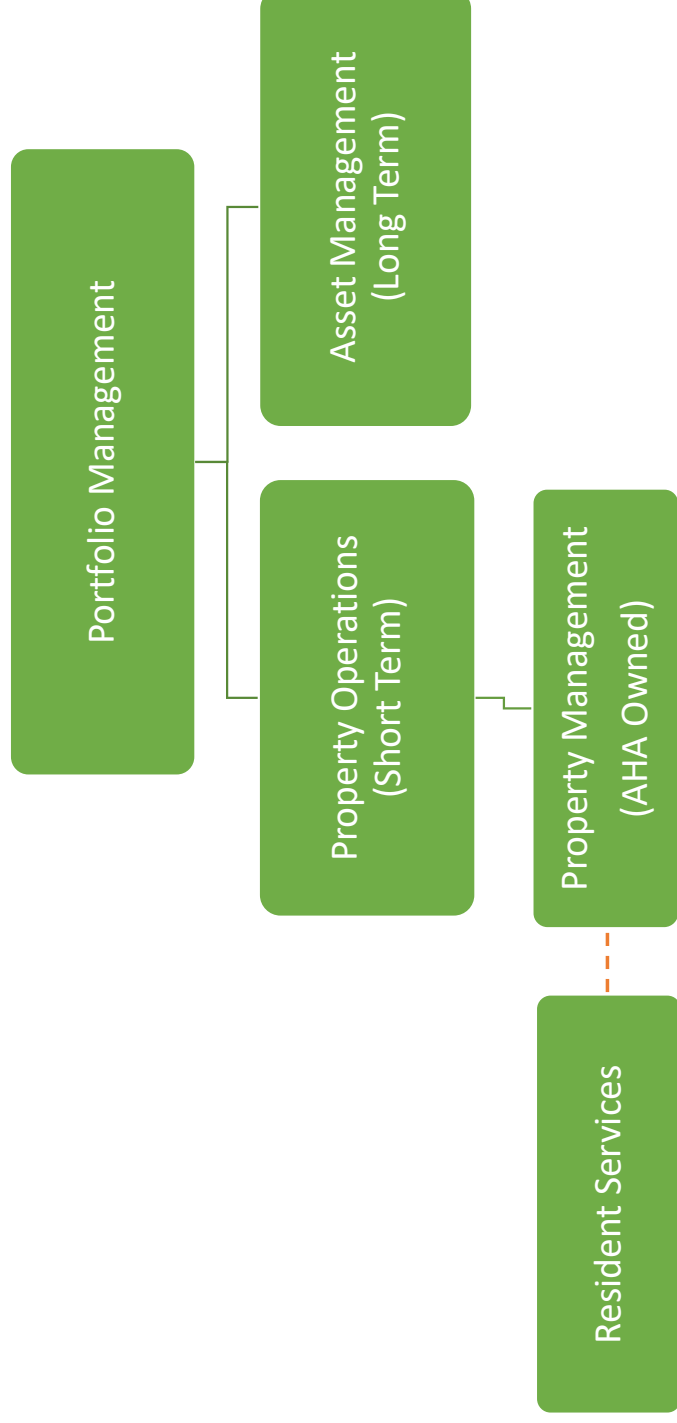 Portfolio Management
Property Operations
(Short Term)
Asset Management
(Long Term)
Resident Services
Property Management
(AHA Owned)